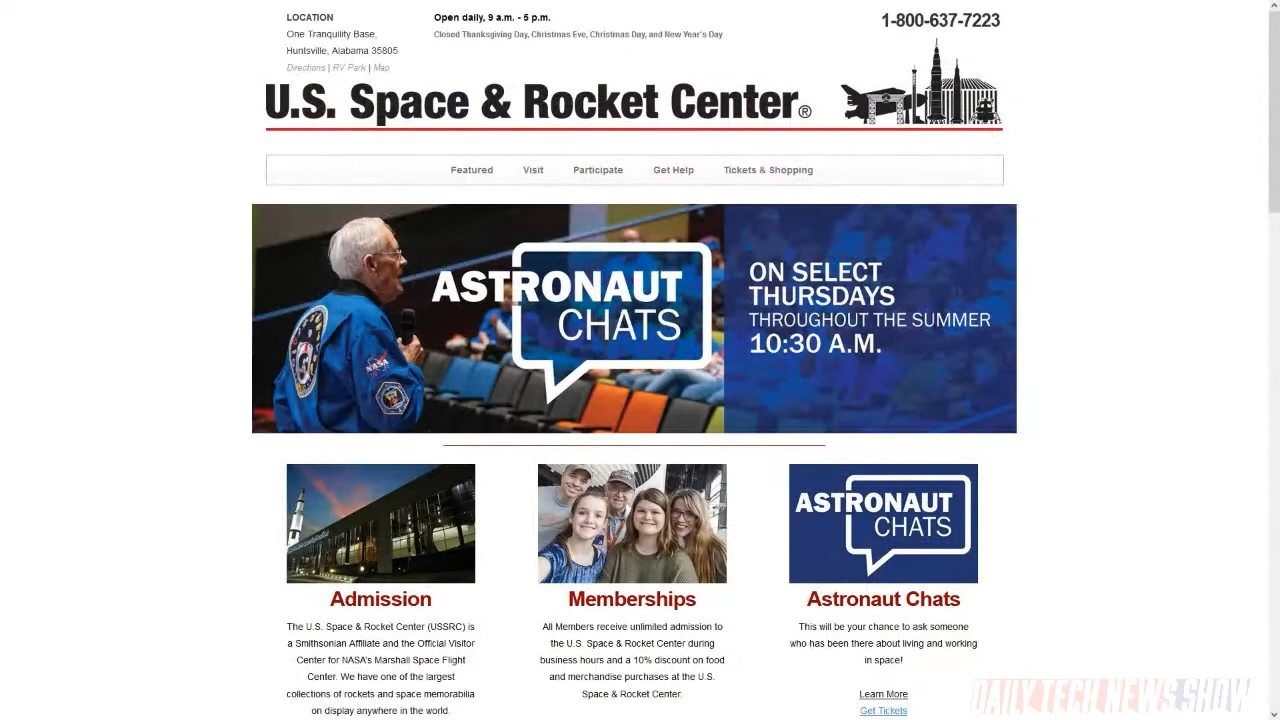 LOCATION
One Tranquility Base,
Huntsville, Alabama 35805
Directions | RV Park | Map
Open daily, 9 a.m. - 5 p.m.
Closed Thanksgiving Day, Christmas Eve, Christmas Day, and New Year's Day
1-800-637-7223
U.S. Space & Rocket Center®
Featured Visit Participate Get Help Tickets & Shopping
NASA
ASTRONAUT
CHATS
ON SELECT
THURSDAYS
THROUGHOUT THE SUMMER
10:30 A.M.
Admission
The U.S. Space & Rocket Center (USSRC) is
a Smithsonian Affiliate and the Official Visitor
Center for NASA's Marshall Space Flight
Center. We have one of the largest
collections of rockets and space memorabilia
on display anywhere in the world.
Memberships
All Members receive unlimited admission to
the U.S. Space & Rocket Center during
business hours and a 10% discount on food
and merchandise purchases at the U.S.
Space & Rocket Center.
ASTRONAUT
CHATS
Astronaut Chats
This will be your chance to ask someone
who has been there about living and working
in space!
Learn More
Get Tickets
DAILY TECH NEWS SHOW